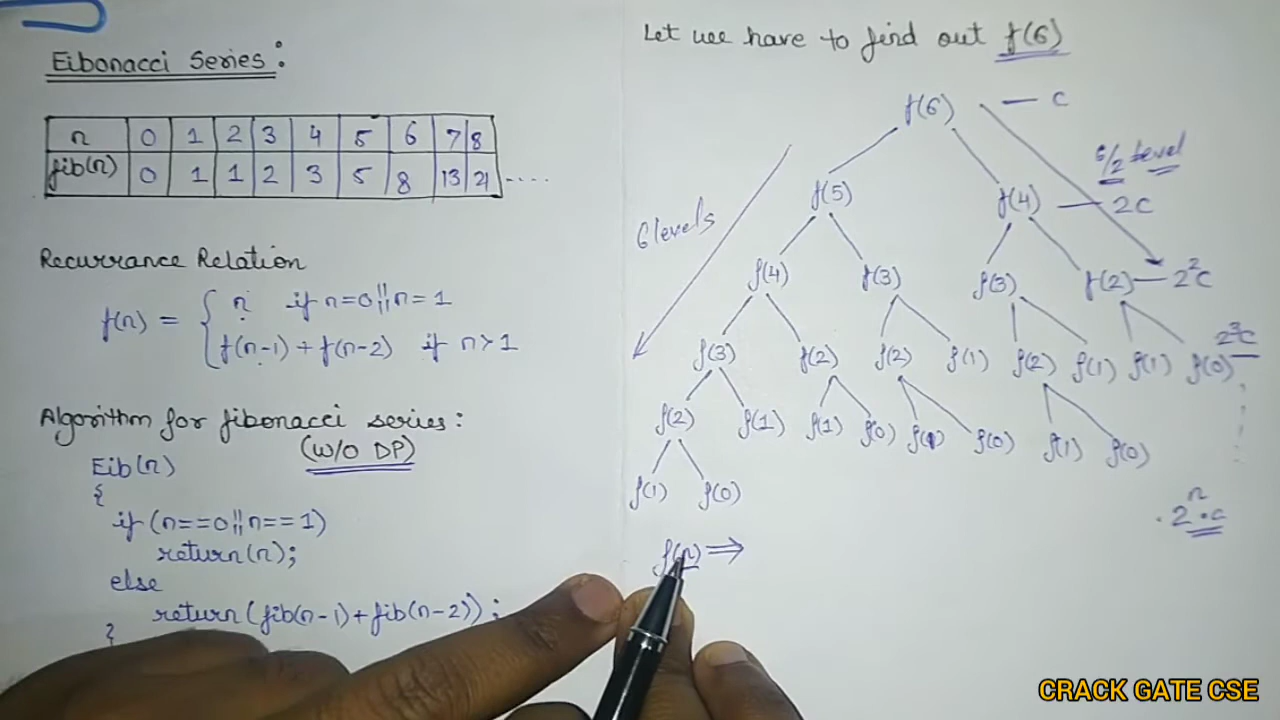 Fibonacci Series:
n 0 1 2 3 4 5 6 7 8
fib(n) 0 1 1 2 3 5 8 13 21 ....
Recurrance Relation
f(n) = { n if n=0||n=1
f(n-1)+f(n-2) if n>1
Algorithm for fibonacci series:
(W/O DP)
Fib(n)
{
if (n==0||n==1)
return(n);
else
return(fib(n-1)+fib(n-2));
}
Let we have to find out f(6)
f(6) — C
6/2 Level
6 levels
f(5) f(4) — 2C
f(4) f(3) f(3) f(2) — 2²C
f(3) f(2) f(2) f(1) f(2) f(1) f(1) f(0) 2³C
f(2) f(1) f(1) f(0) f(1) f(0) f(1) f(0)
f(1) f(0)
2ⁿ·C
f(n) ⇒
CRACK GATE CSE